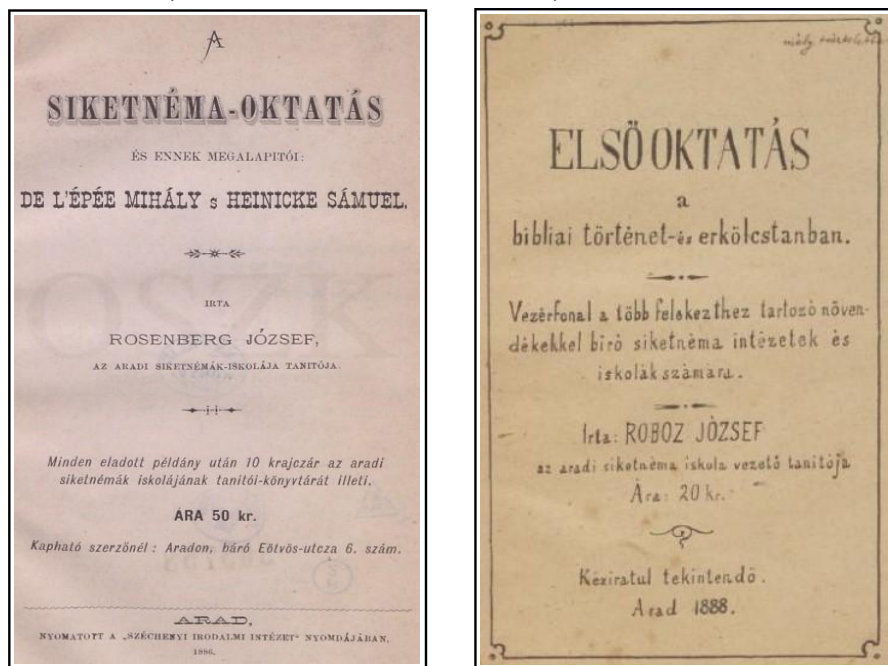 A
SIKETNÉMA-OKTATÁS
ÉS ENNEK MEGALAPITÓI:
DE L'ÉPÉE MIHÁLY s HEINICKE SÁMUEL.
IRTA
ROSENBERG JÓZSEF,
AZ ARADI SIKETNÉMÁK-ISKOLÁJA TANITÓJA.
Minden eladott példány után 10 krajczár az aradi
siketnémák iskolájának tanitói-könyvtárát illeti.
ÁRA 50 kr.
Kapható szerzőnél: Aradon, báró Eötvös-utcza 6. szám.
ARAD,
NYOMATOTT A „SZÉCHENYI IRODALMI INTÉZET" NYOMDÁJÁBAN,
1886.
mély
ELSŐ OKTATÁS
a
bibliai történet-és erkölcstanban.
Vezérfonal a több felekezthez tartozó növen-
dékekkel biró siketnéma intézetek és
iskolák számára.
Irta: ROBOZ JÓZSEF
az aradi siketnéma iskola vezető tanitója
Ára: 20 kr.
Kéziratul tekintendő.
Arad 1888.